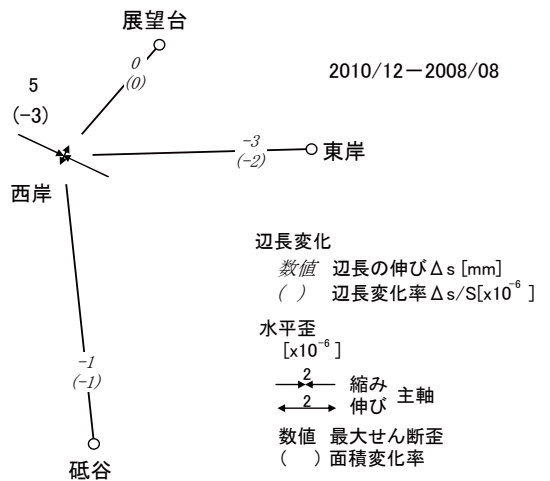 展望台
0
(0)
2010/12－2008/08
5
(-3)
-3
(-2)
東岸
西岸
辺長変化
数値 辺長の伸びΔs [mm]
( ) 辺長変化率Δs/S[x10⁻⁶ ]
水平歪
[x10⁻⁶ ]
2 縮み
主軸
2 伸び
数値 最大せん断歪
( ) 面積変化率
-1
(-1)
砥谷